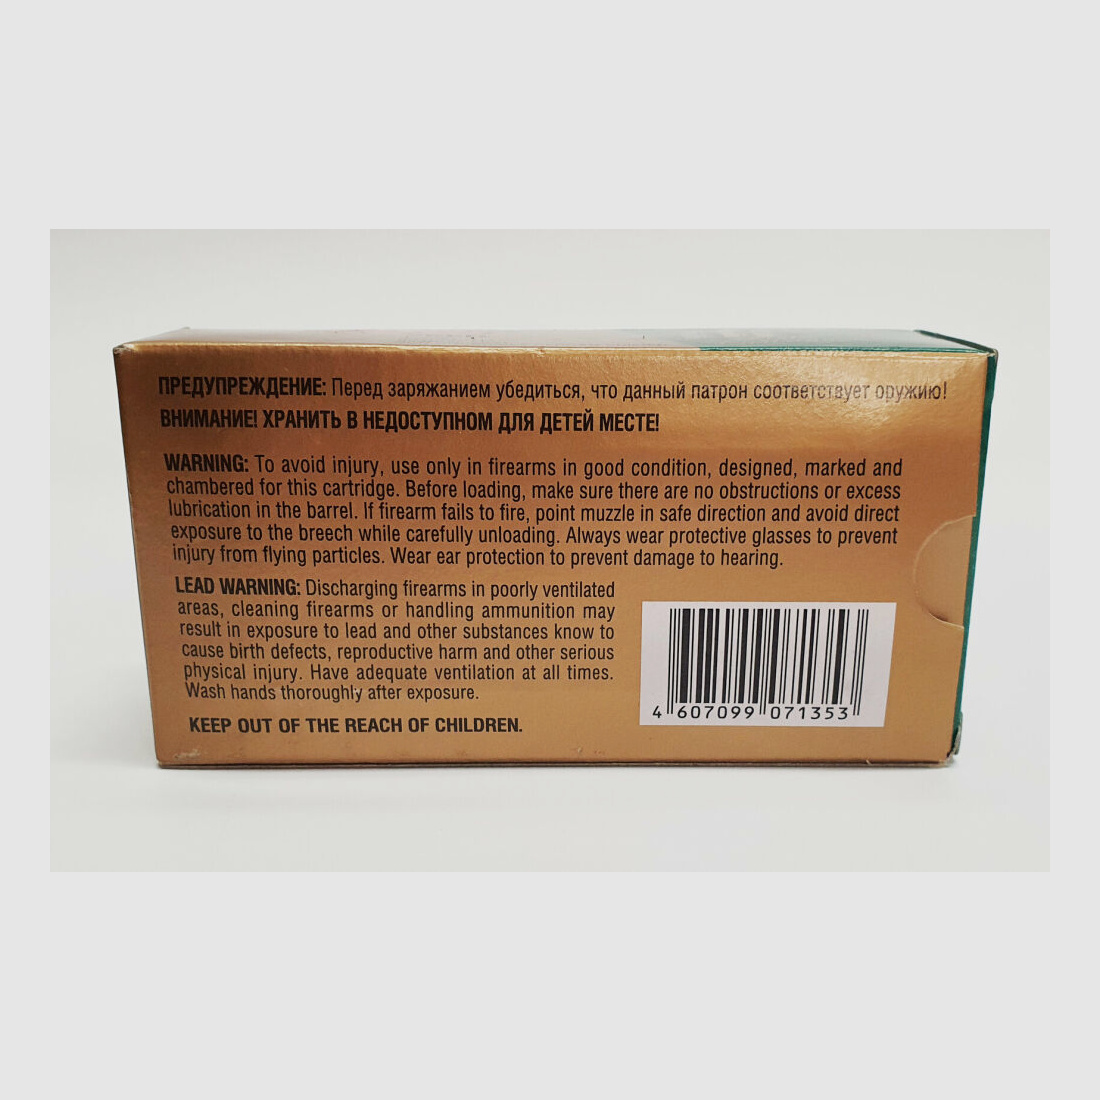 ПРЕДУПРЕЖДЕНИЕ: Перед заряжанием убедиться, что данный патрон соответствует оружию!
ВНИМАНИЕ! ХРАНИТЬ В НЕДОСТУПНОМ ДЛЯ ДЕТЕЙ МЕСТЕ!
WARNING: To avoid injury, use only in firearms in good condition, designed, marked and
chambered for this cartridge. Before loading, make sure there are no obstructions or excess
lubrication in the barrel. If firearm fails to fire, point muzzle in safe direction and avoid direct
exposure to the breech while carefully unloading. Always wear protective glasses to prevent
injury from flying particles. Wear ear protection to prevent damage to hearing.
LEAD WARNING: Discharging firearms in poorly ventilated
areas, cleaning firearms or handling ammunition may
result in exposure to lead and other substances know to
cause birth defects, reproductive harm and other serious
physical injury. Have adequate ventilation at all times.
Wash hands thoroughly after exposure.
KEEP OUT OF THE REACH OF CHILDREN.
4 607099 071353